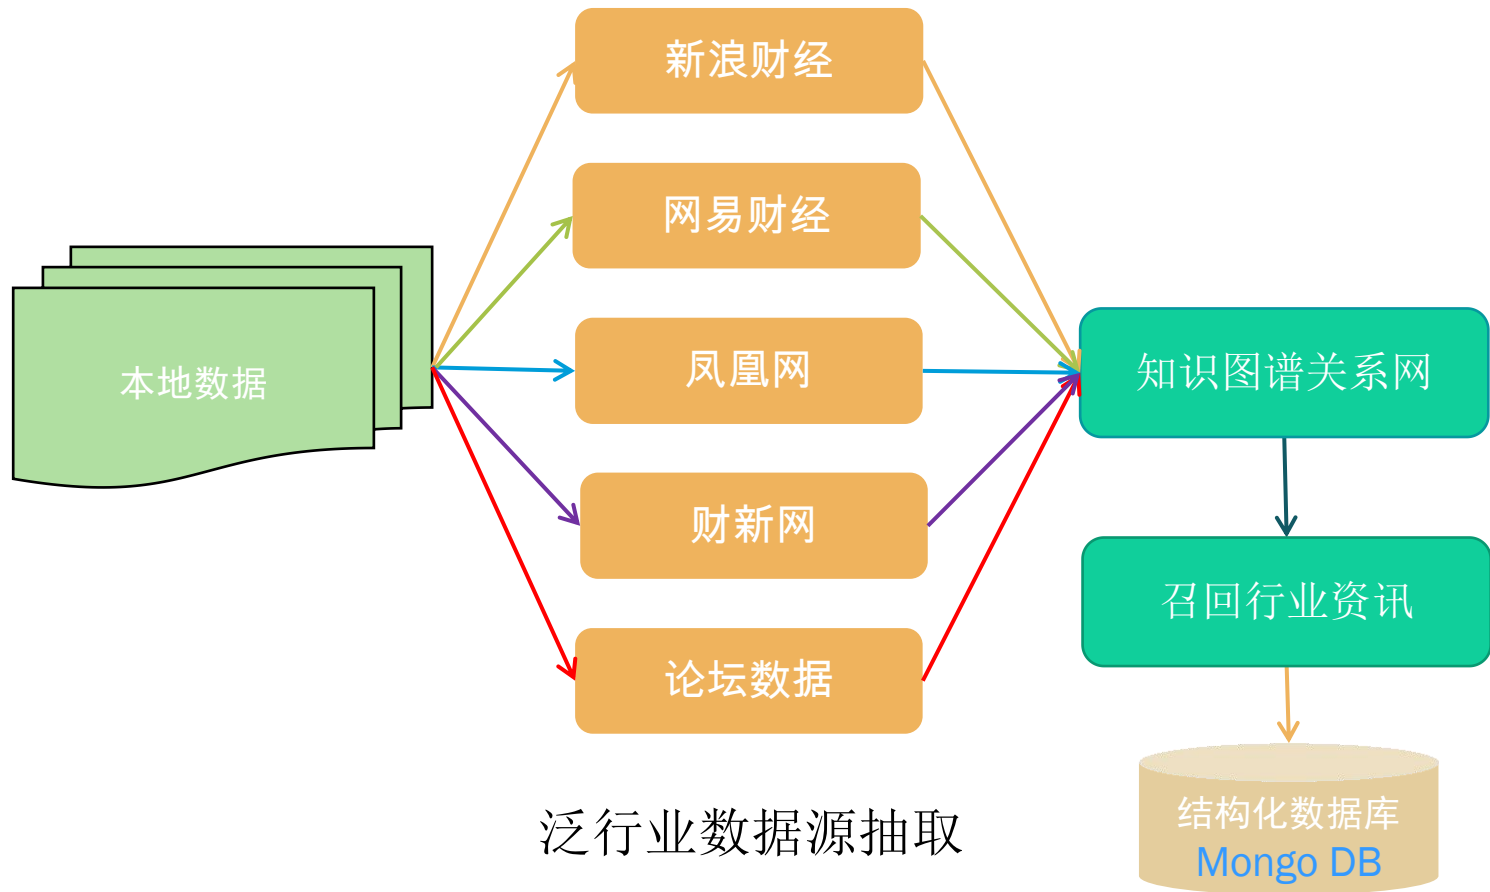 新浪财经
网易财经
凤凰网
财新网
论坛数据
本地数据
知识图谱关系网
召回行业资讯
结构化数据库
Mongo DB
泛行业数据源抽取